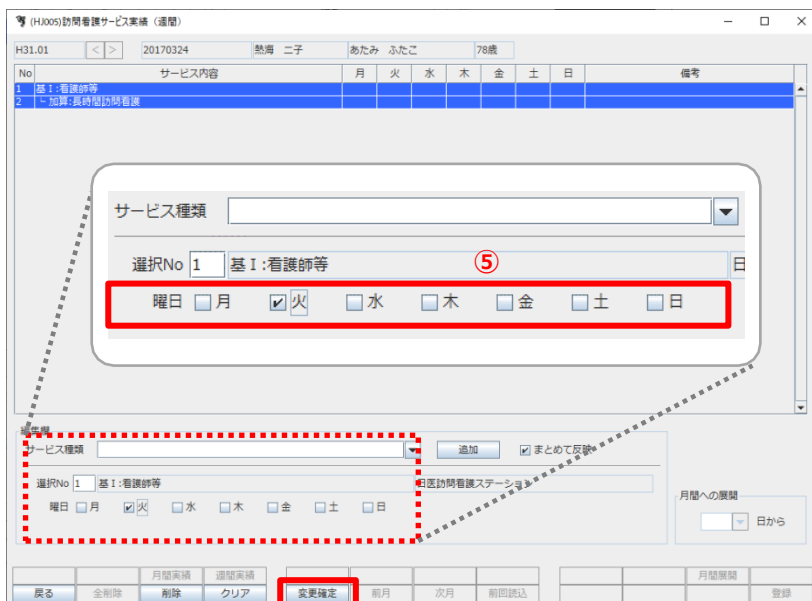 (HJ005)訪問看護サービス実績（週間）
H31.01 < > 20170324 熱海 二子 あたみ ふたこ 78歳
No サービス内容 月 火 水 木 金 土 日 備考
1 基Ⅰ:看護師等
2 └ 加算:長時間訪問看護
サービス種類
選択No 1 基Ⅰ:看護師等 ⑤ 日
曜日 月 火 水 木 金 土 日
編集欄
サービス種類 追加 まとめて反映
選択No 1 基Ⅰ:看護師等 日医訪問看護ステーション
曜日 月 火 水 木 金 土 日
月間への展開
日から
月間実績 週間実績 月間展開
戻る 全削除 削除 クリア 変更確定 前月 次月 前回読込 登録